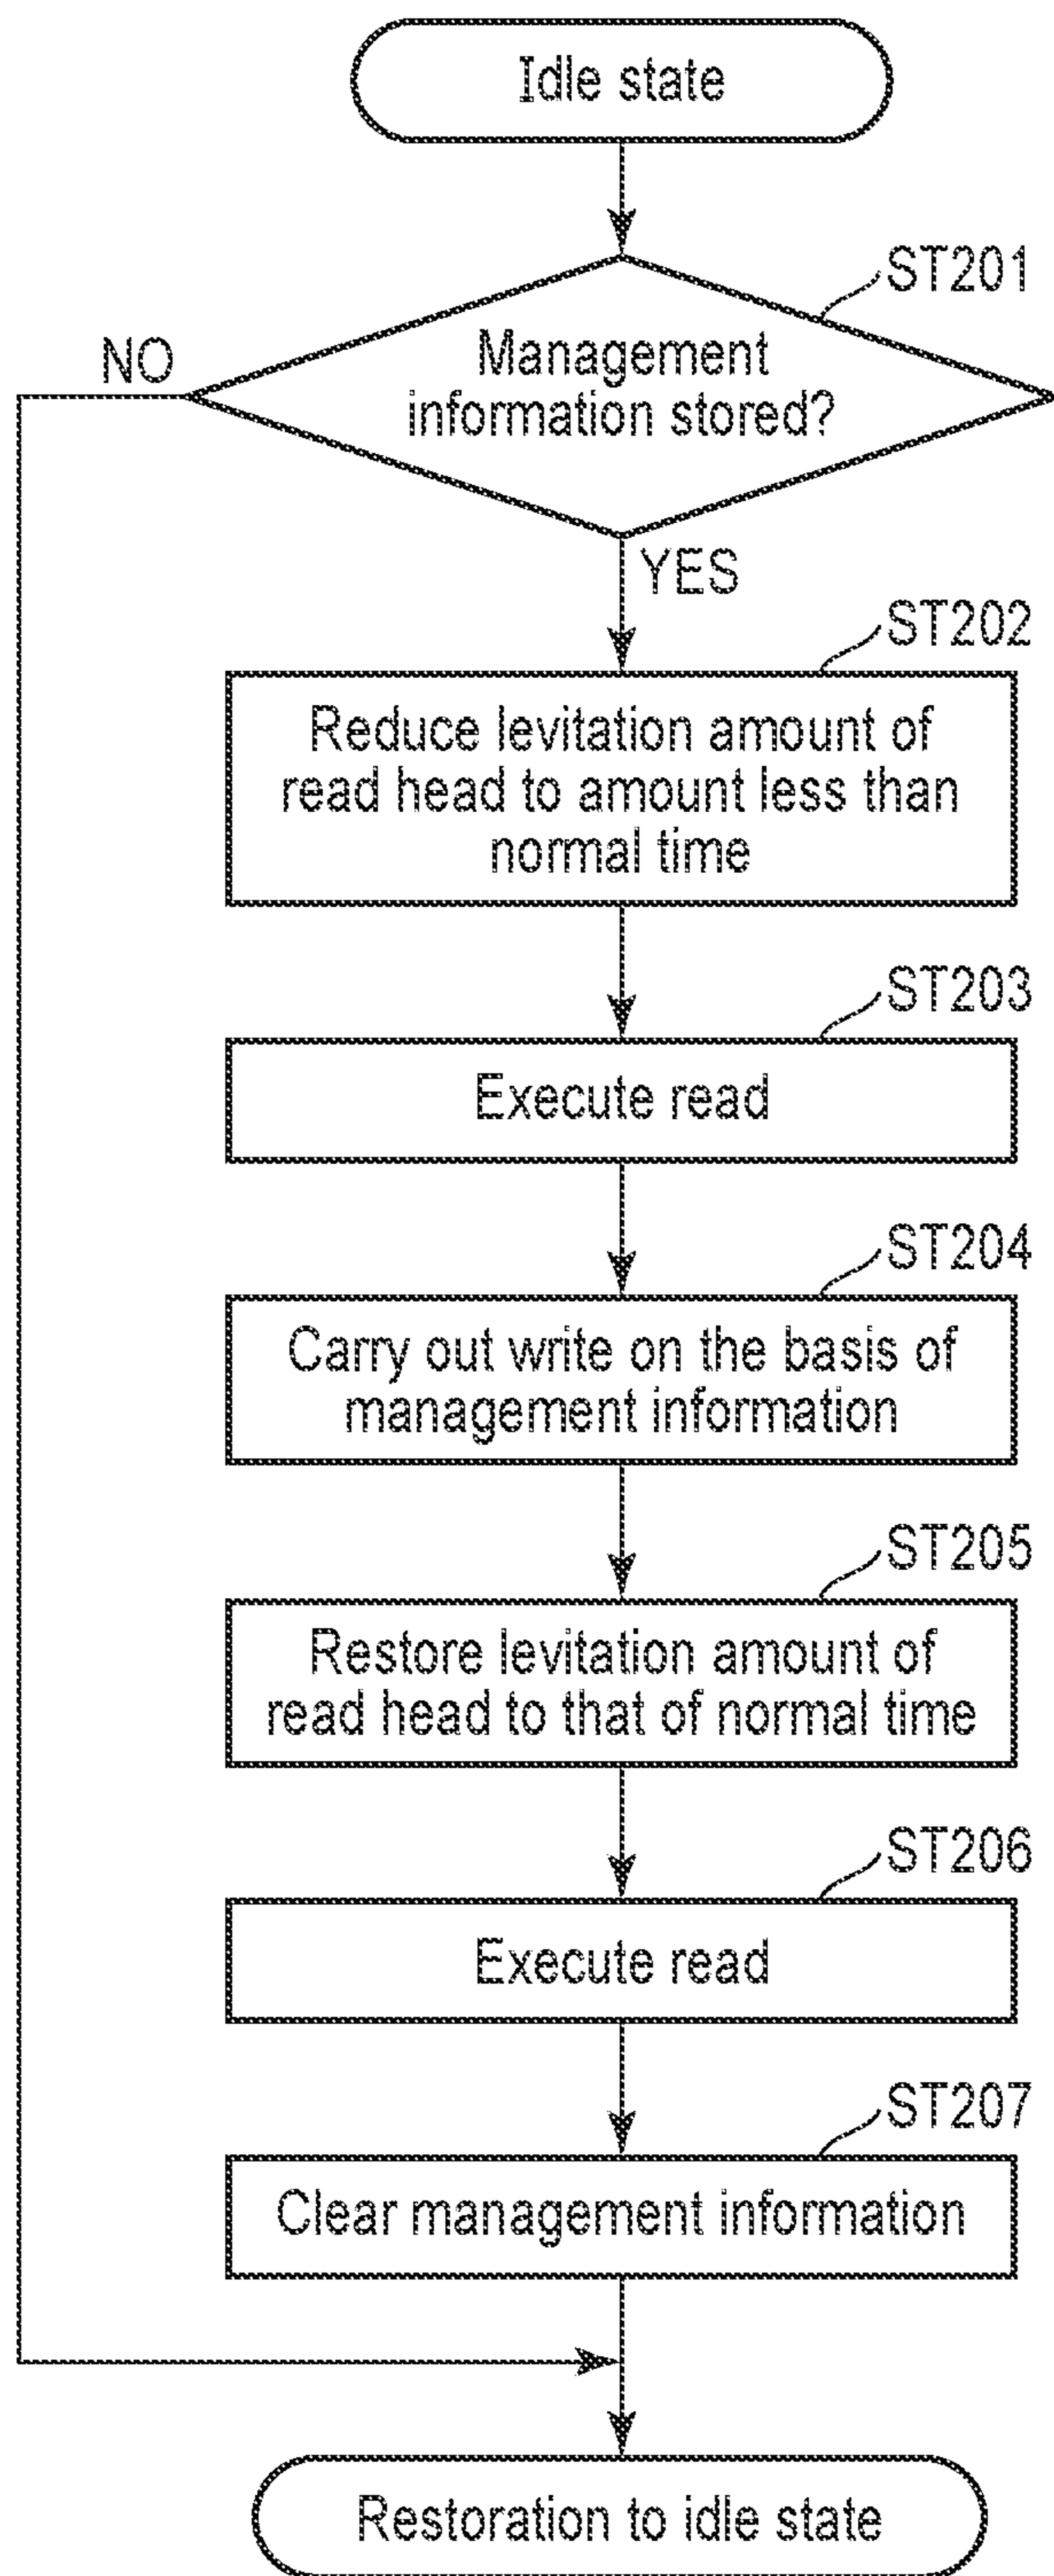 Idle state
ST201
Management
information stored?
NO
YES
ST202
Reduce levitation amount of
read head to amount less than
normal time
ST203
Execute read
ST204
Carry out write on the basis of
management information
ST205
Restore levitation amount of
read head to that of normal time
ST206
Execute read
ST207
Clear management information
Restoration to idle state